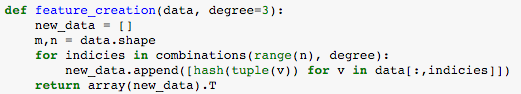 def feature_creation(data, degree=3):
    new_data = []
    m,n = data.shape
    for indicies in combinations(range(n), degree):
        new_data.append([hash(tuple(v)) for v in data[:,indicies]])
    return array(new_data).T